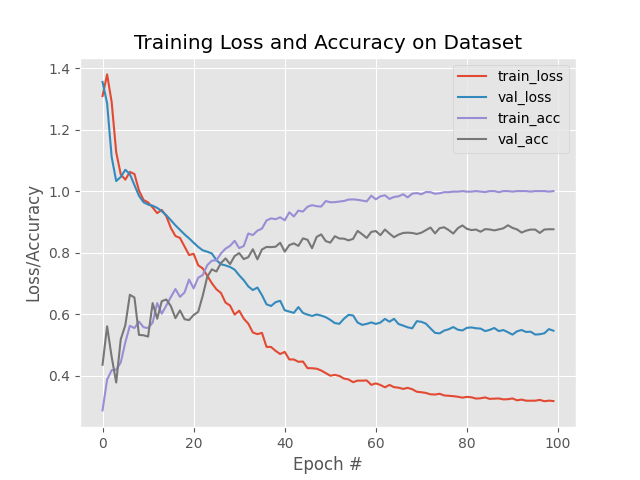 Training Loss and Accuracy on Dataset
train_loss
val_loss
train_acc
val_acc
1.4
1.2
1.0
0.8
0.6
0.4
Loss/Accuracy
0 20 40 60 80 100
Epoch #